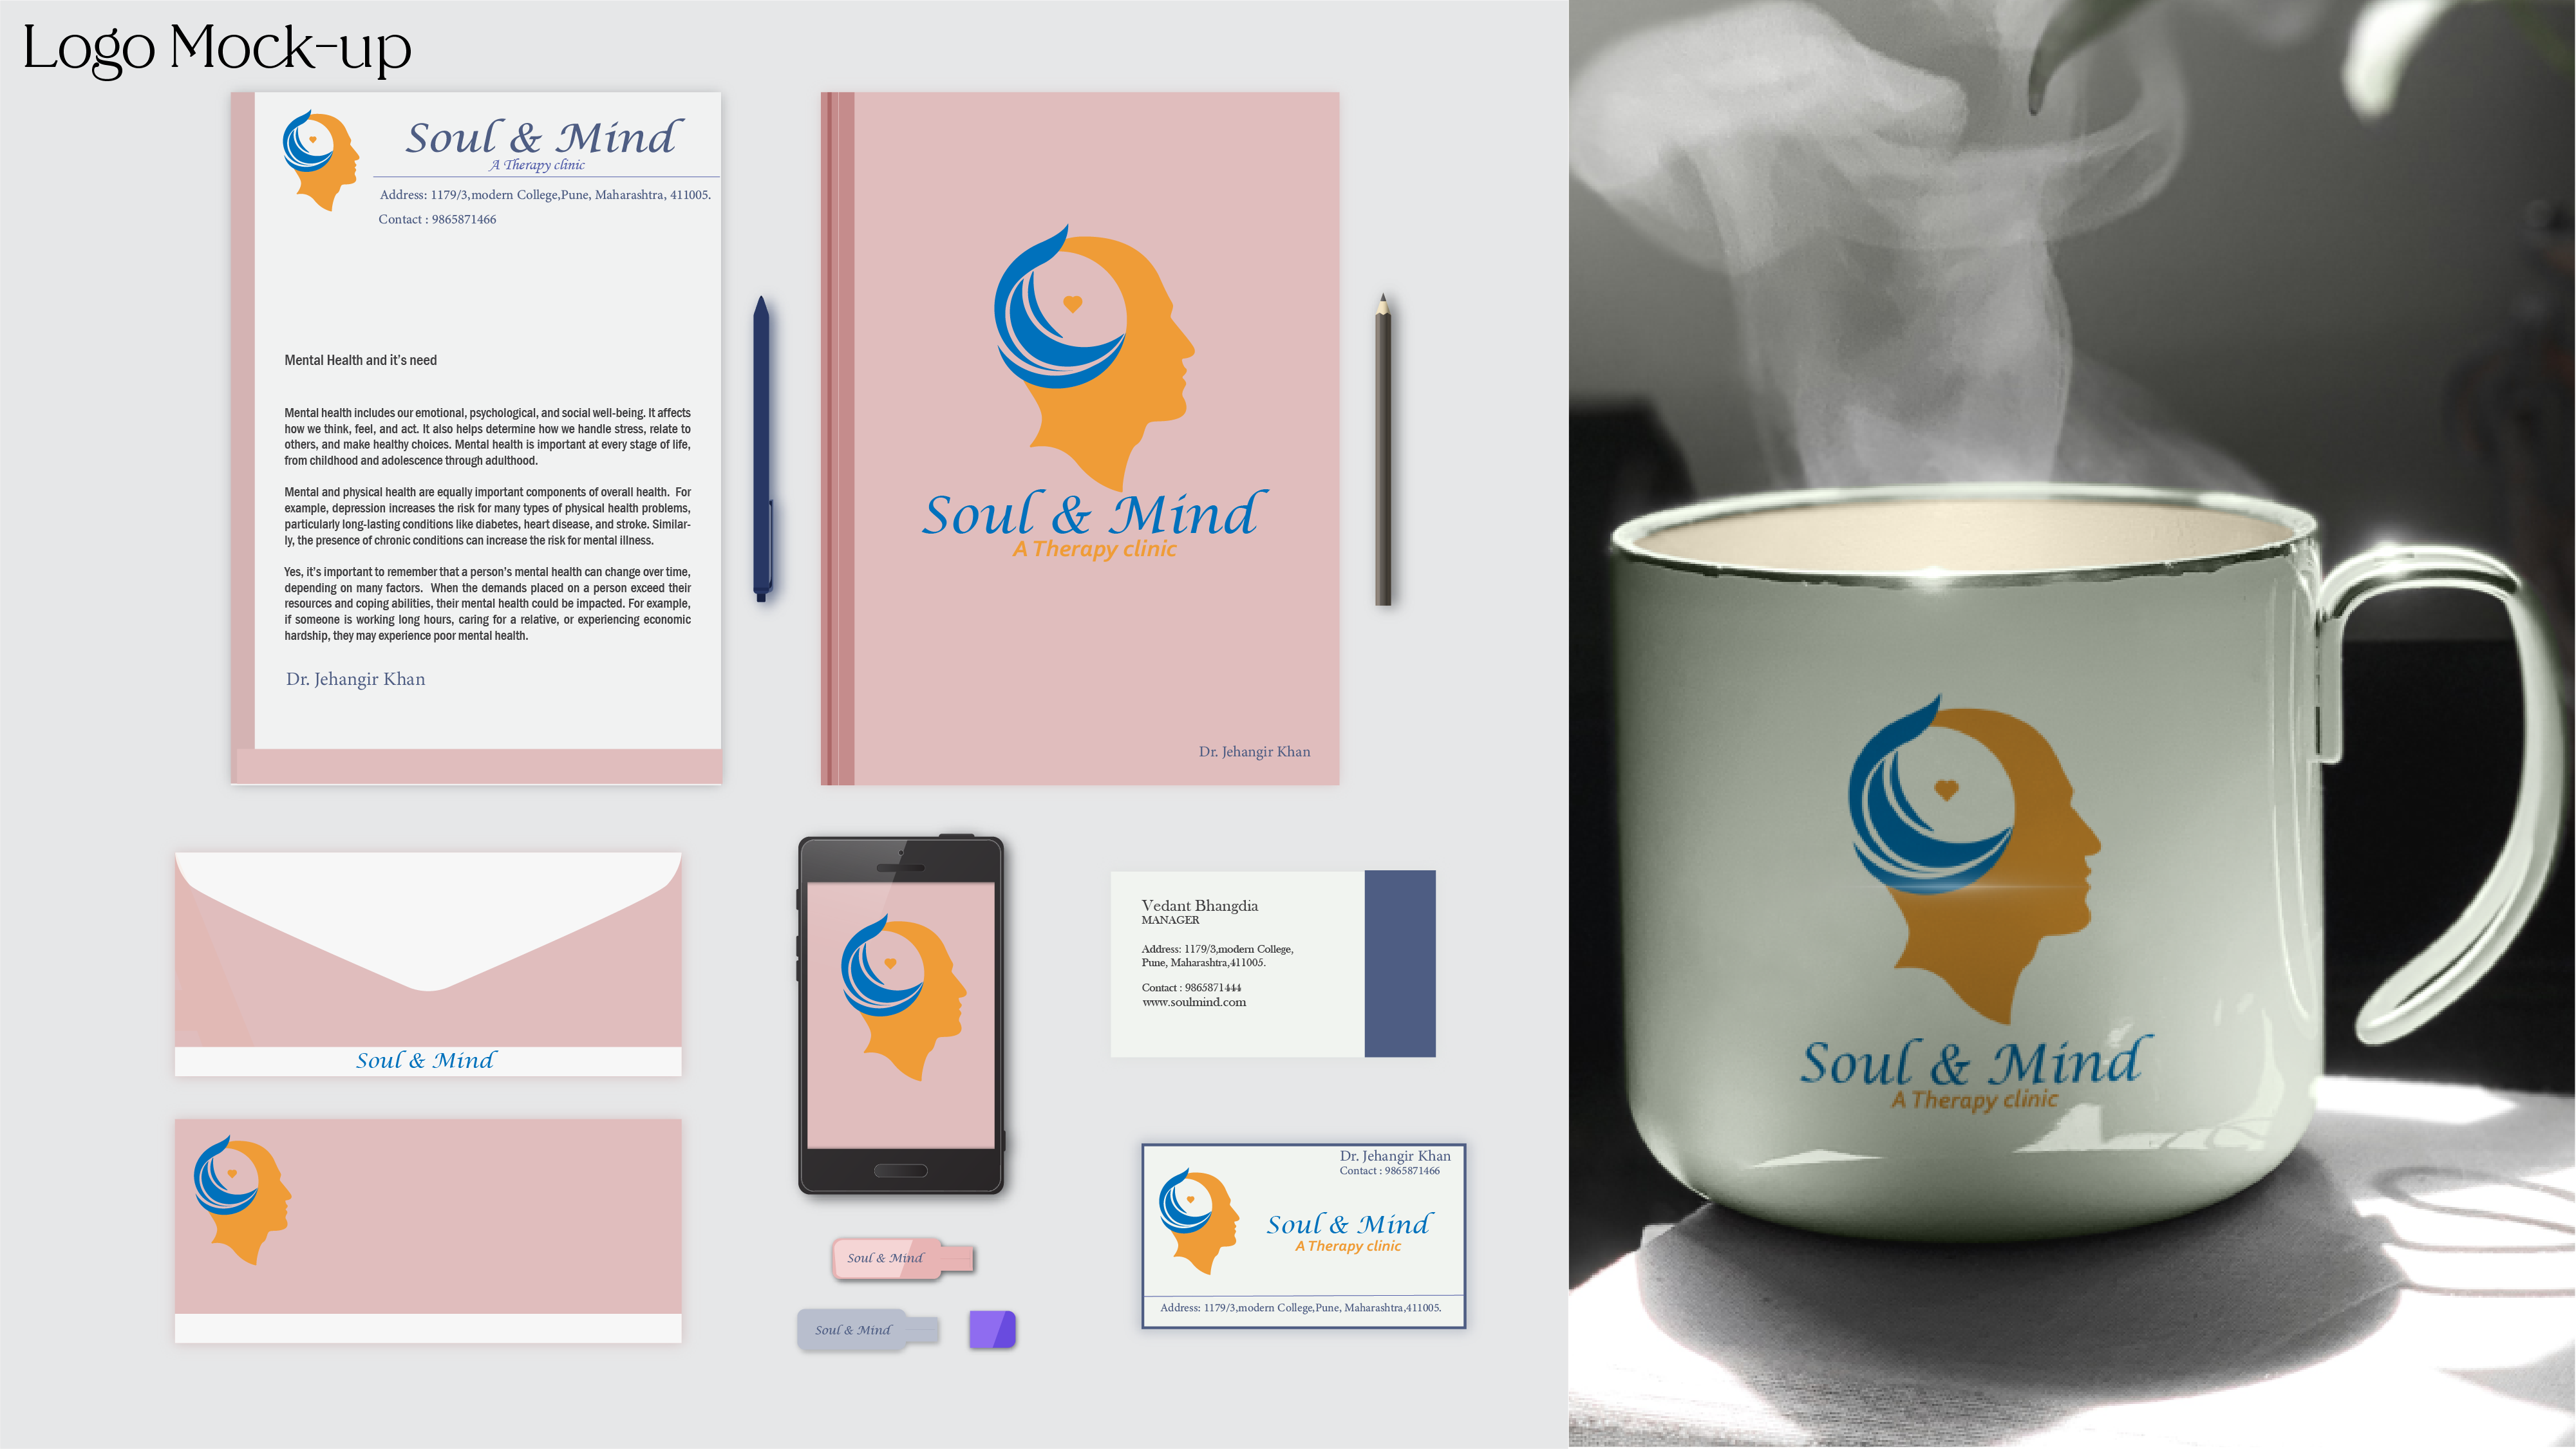 Logo Mock-up
Soul & Mind
A Therapy clinic
Address: 1179/3,modern College,Pune, Maharashtra, 411005.
Contact : 9865871466
Mental Health and it's need
Mental health includes our emotional, psychological, and social well-being. It affects
how we think, feel, and act. It also helps determine how we handle stress, relate to
others, and make healthy choices. Mental health is important at every stage of life,
from childhood and adolescence through adulthood.
Mental and physical health are equally important components of overall health.  For
example, depression increases the risk for many types of physical health problems,
particularly long-lasting conditions like diabetes, heart disease, and stroke. Similar-
ly, the presence of chronic conditions can increase the risk for mental illness.
Yes, it's important to remember that a person's mental health can change over time,
depending on many factors.  When the demands placed on a person exceed their
resources and coping abilities, their mental health could be impacted. For example,
if someone is working long hours, caring for a relative, or experiencing economic
hardship, they may experience poor mental health.
Dr. Jehangir Khan
Soul & Mind
A Therapy clinic
Dr. Jehangir Khan
Soul & Mind
Vedant Bhangdia
MANAGER
Address: 1179/3,modern College,
Pune, Maharashtra,411005.
Contact : 9865871444
www.soulmind.com
Soul & Mind
Soul & Mind
Dr. Jehangir Khan
Contact : 9865871466
Soul & Mind
A Therapy clinic
Address: 1179/3,modern College,Pune, Maharashtra,411005.
Soul & Mind
A Therapy clinic